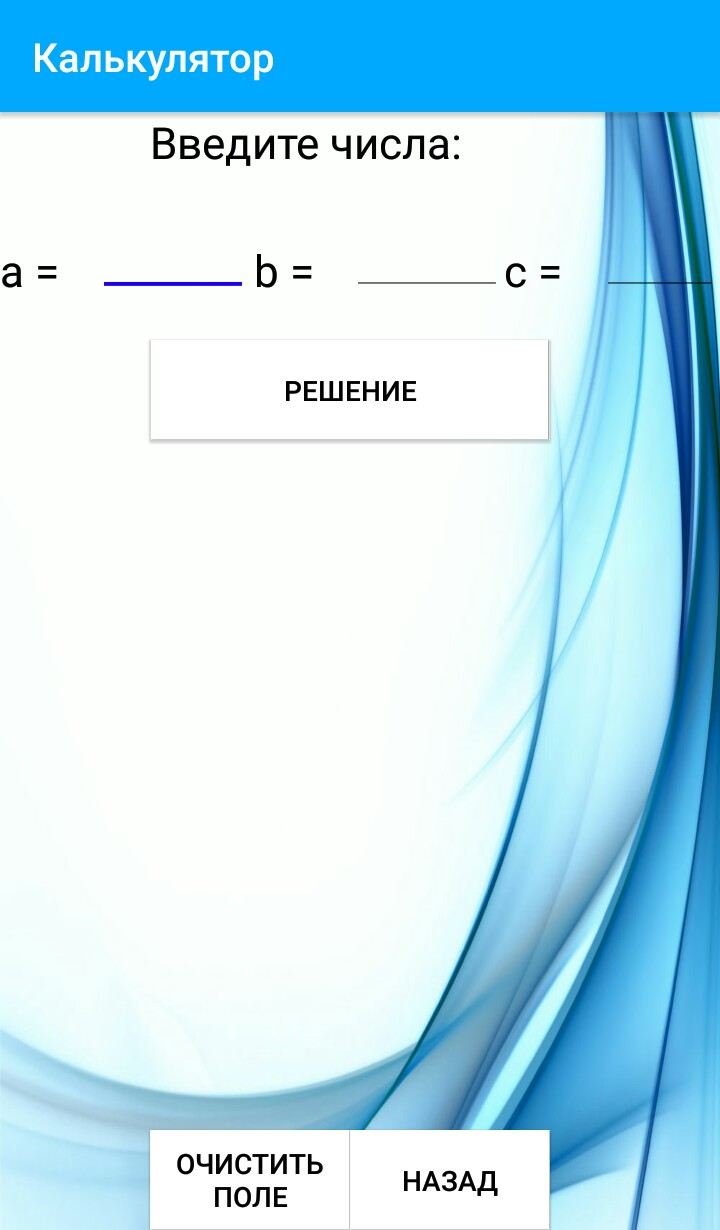 Калькулятор
Введите числа:
a = b = c =
РЕШЕНИЕ
ОЧИСТИТЬ
ПОЛЕ
НАЗАД